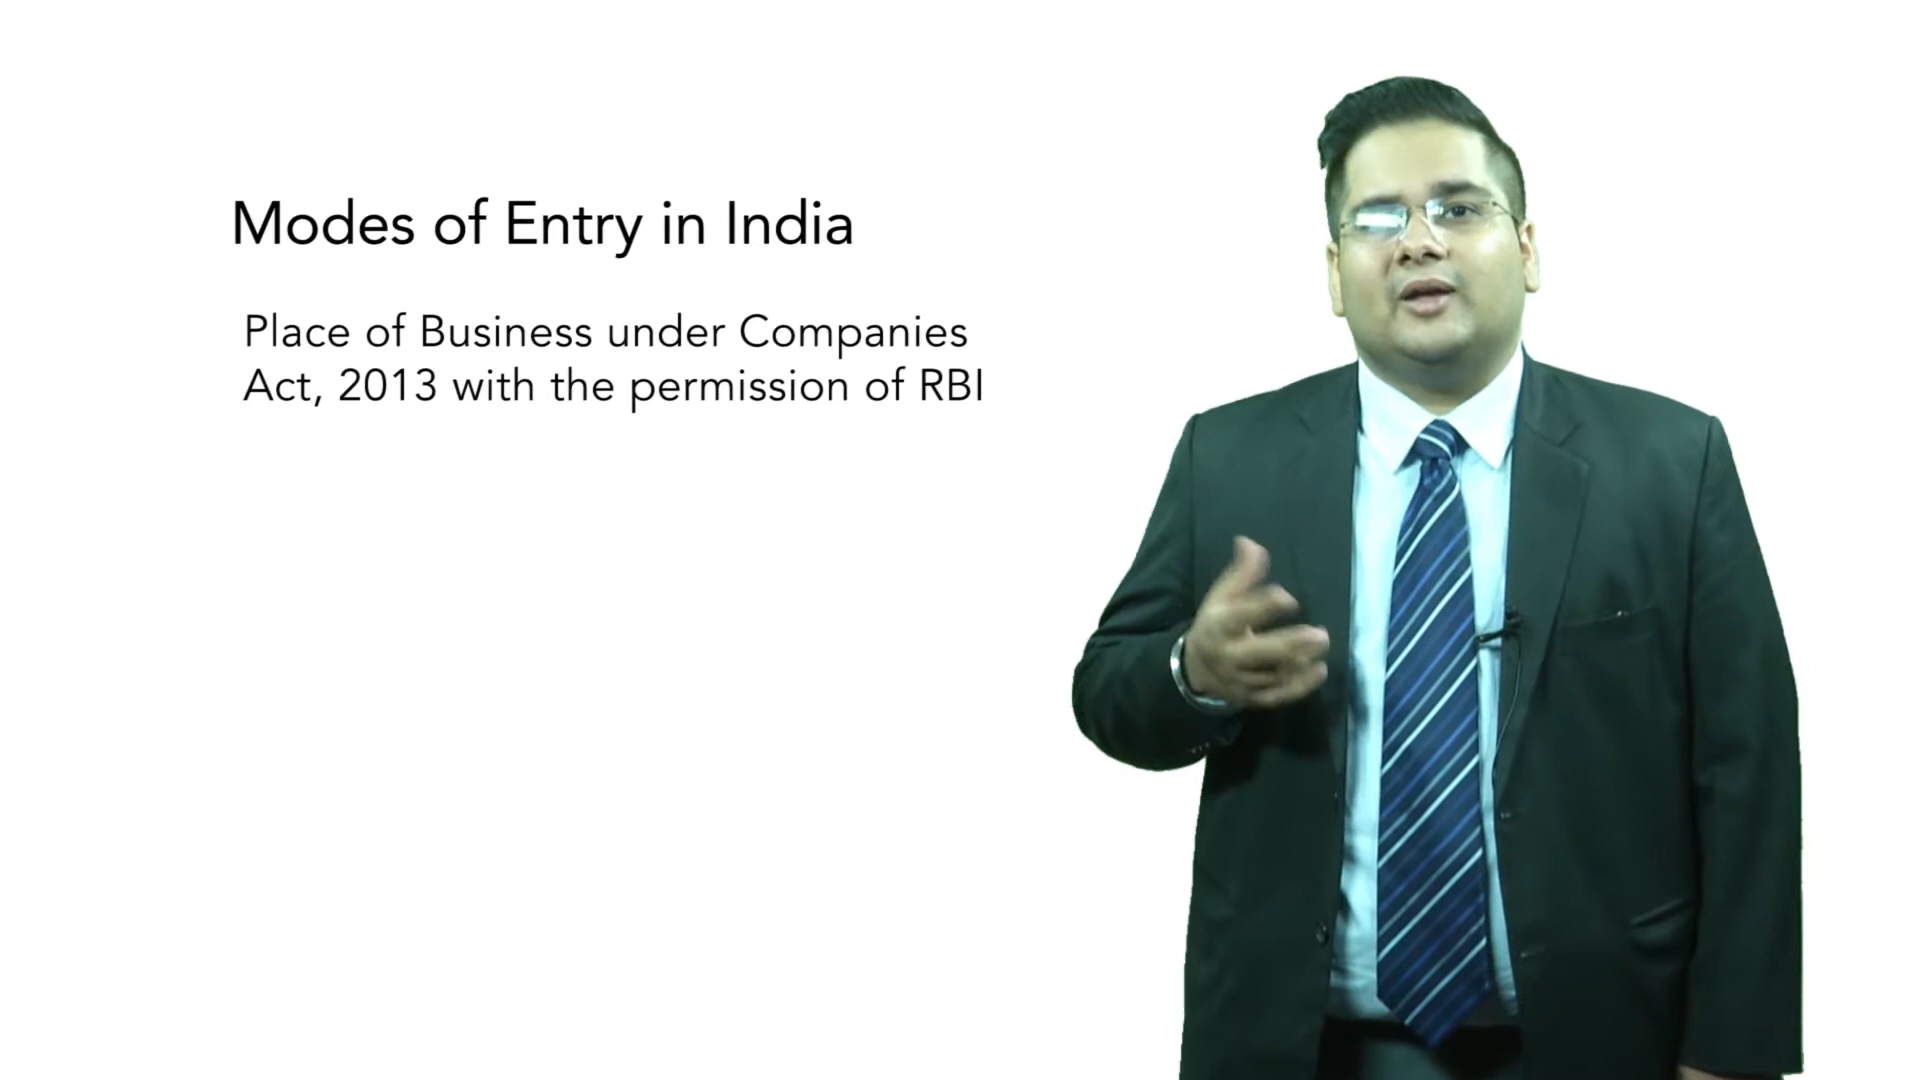 Modes of Entry in India
Place of Business under Companies
Act, 2013 with the permission of RBI